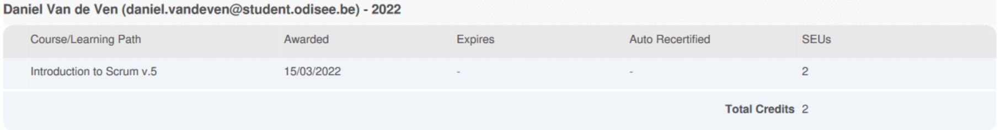 Daniel Van de Ven (daniel.vandeven@student.odisee.be) - 2022
Course/Learning Path Awarded Expires Auto Recertified SEUs
Introduction to Scrum v.5 15/03/2022 - - 2
Total Credits 2